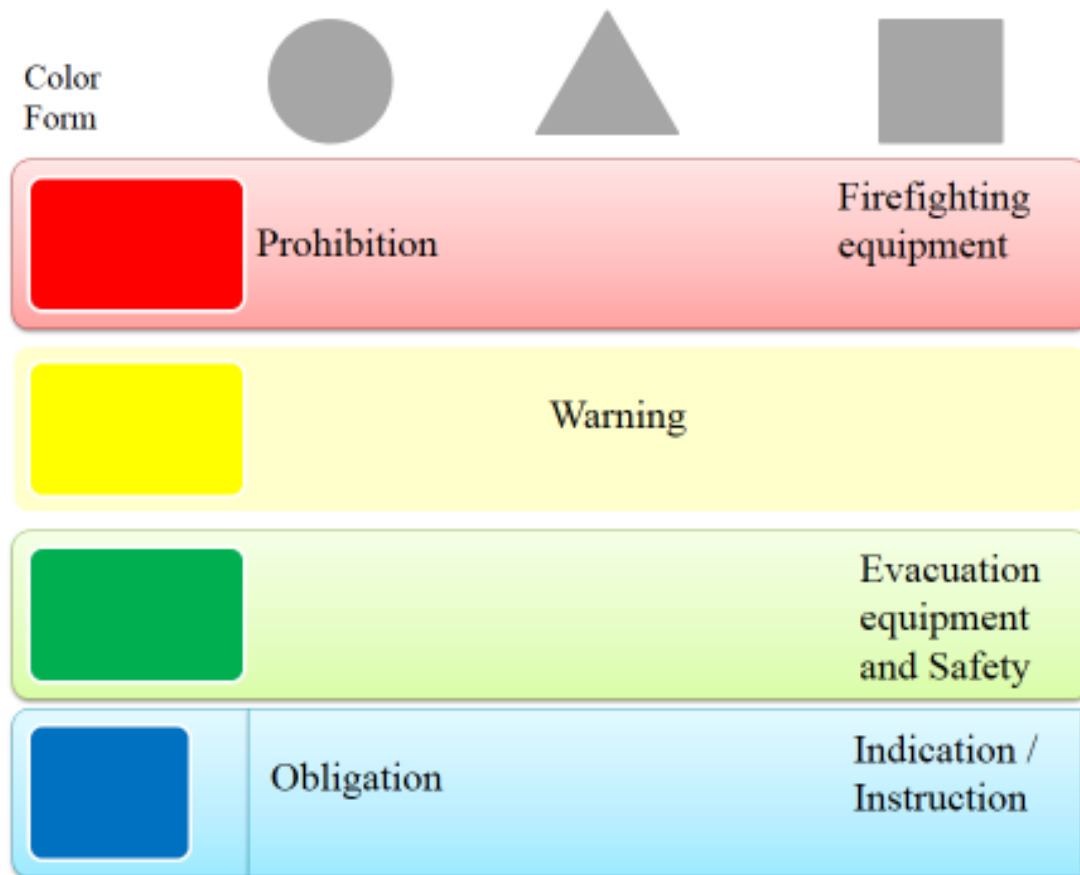 Color
Form
Prohibition
Firefighting
equipment
Warning
Evacuation
equipment
and Safety
Obligation
Indication /
Instruction